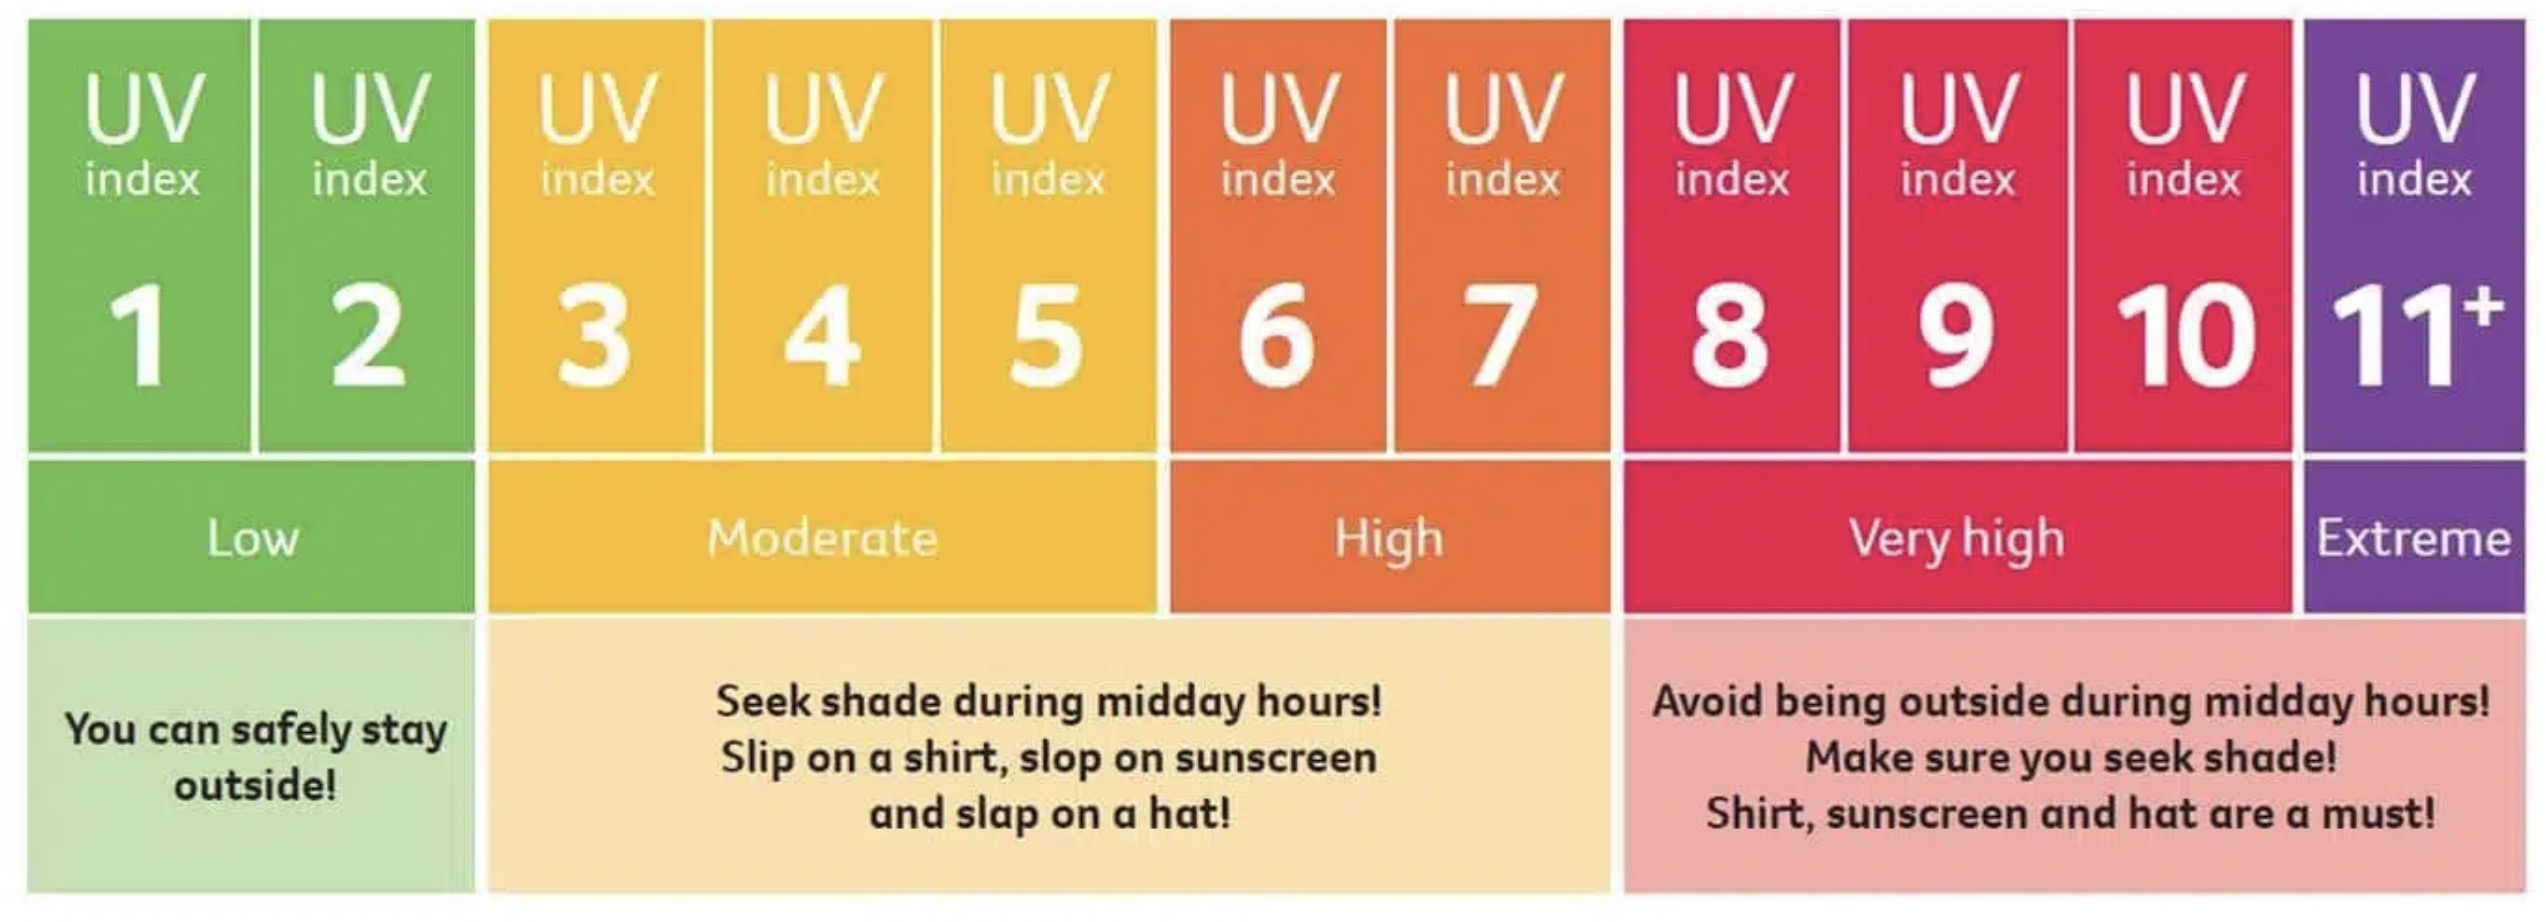 UV UV UV UV UV UV UV UV UV UV UV
index index index index index index index index index index index
1 2 3 4 5 6 7 8 9 10 11+
Low Moderate High Very high Extreme
You can safely stay
outside!
Seek shade during midday hours!
Slip on a shirt, slop on sunscreen
and slap on a hat!
Avoid being outside during midday hours!
Make sure you seek shade!
Shirt, sunscreen and hat are a must!